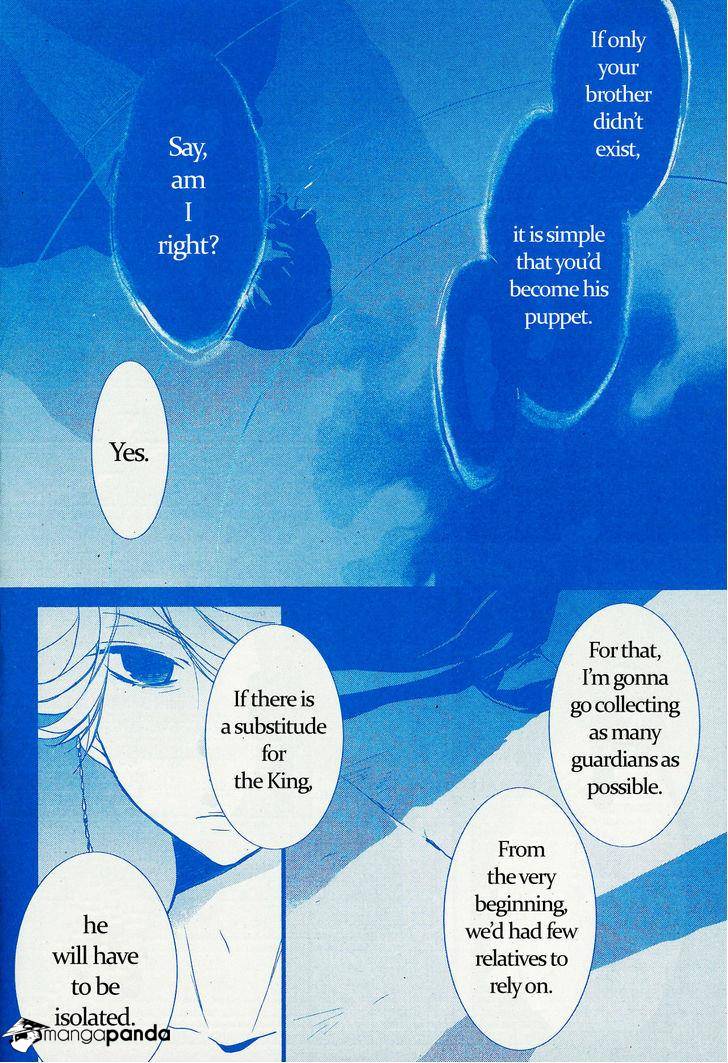 If only
your
brother
didn't
exist,
it is simple
that you'd
become his
puppet.
Say,
am
I
right?
Yes.
For that,
I'm gonna
go collecting
as many
guardians as
possible.
From
the very
beginning,
we'd had few
relatives to
rely on.
If there is
a substitude
for
the King,
he
will have
to be
isolated.
mangapanda